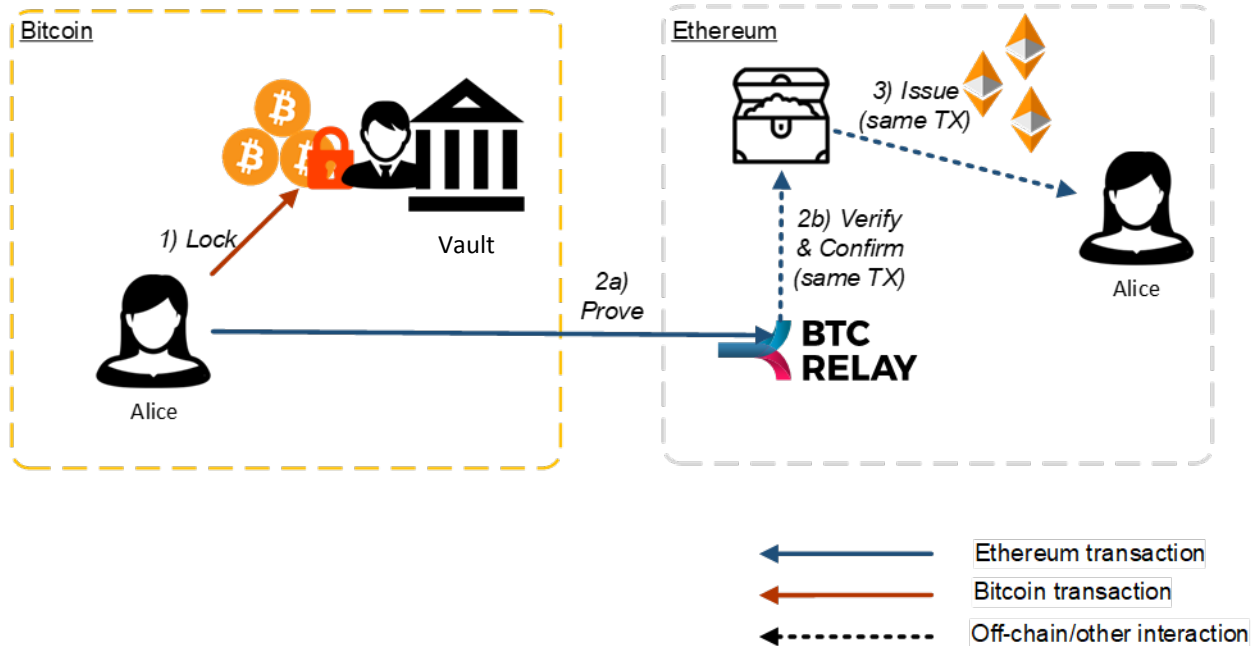 Bitcoin
1) Lock
Vault
Alice
2a)
Prove
Ethereum
3) Issue
(same TX)
2b) Verify
& Confirm
(same TX)
Alice
BTC
RELAY
Ethereum transaction
Bitcoin transaction
Off-chain/other interaction